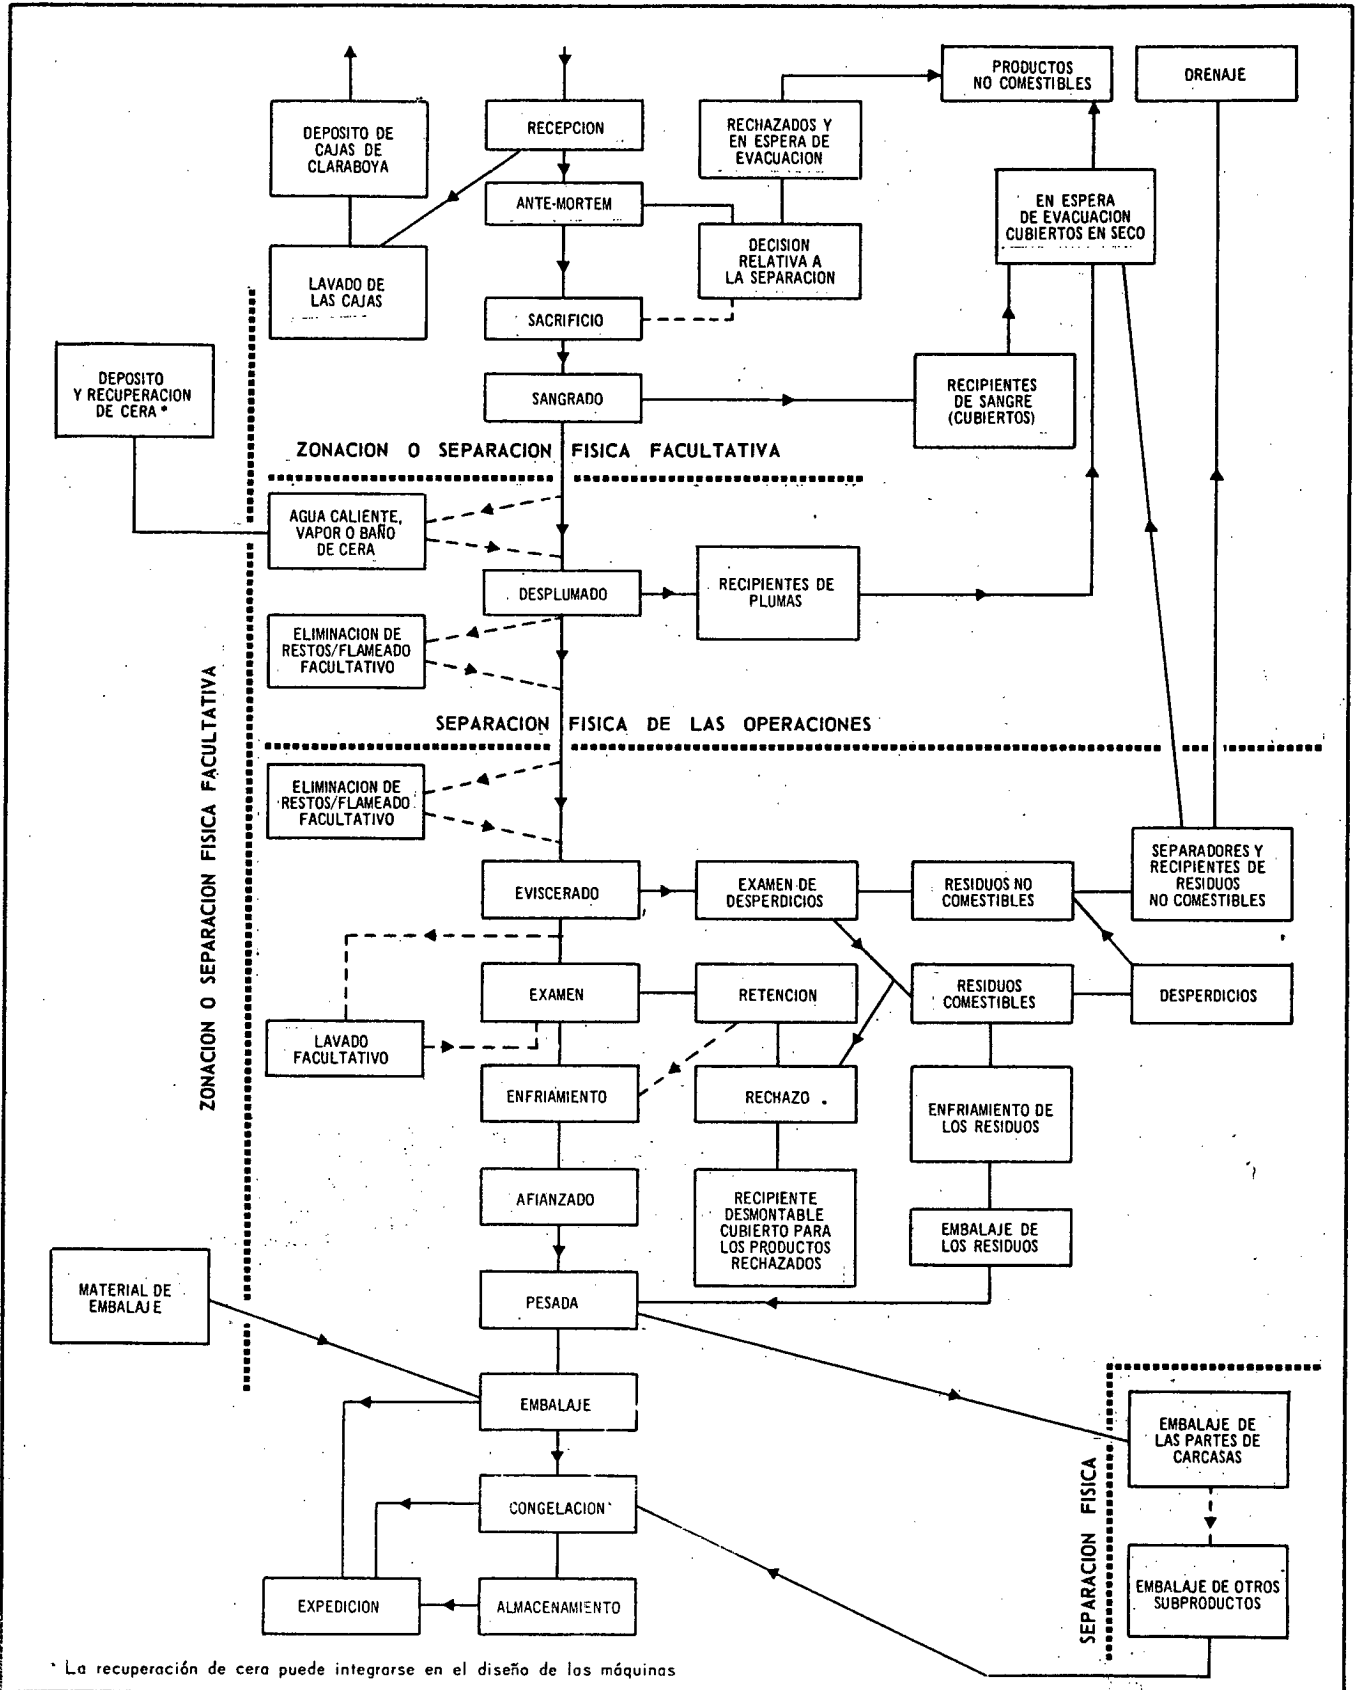 PRODUCTOS
NO COMESTIBLES
DRENAJE
DEPOSITO DE
CAJAS DE
CLARABOYA
RECEPCION
RECHAZADOS Y
EN ESPERA DE
EVACUACION
ANTE-MORTEM
EN ESPERA
DE EVACUACION
CUBIERTOS EN SECO
LAVADO DE
LAS CAJAS
DECISION
RELATIVA A
LA SEPARACION
SACRIFICIO
DEPOSITO
Y RECUPERACION
DE CERA *
SANGRADO
RECIPIENTES
DE SANGRE
(CUBIERTOS)
ZONACION O SEPARACION FISICA FACULTATIVA
AGUA CALIENTE,
VAPOR O BAÑO
DE CERA
DESPLUMADO
RECIPIENTES DE
PLUMAS
ELIMINACION DE
RESTOS/FLAMEADO
FACULTATIVO
SEPARACION FISICA DE LAS OPERACIONES
ZONACION O SEPARACION FISICA FACULTATIVA
ELIMINACION DE
RESTOS/FLAMEADO
FACULTATIVO
EVISCERADO
EXAMEN DE
DESPERDICIOS
RESIDUOS NO
COMESTIBLES
SEPARADORES Y
RECIPIENTES DE
RESIDUOS
NO COMESTIBLES
EXAMEN
RETENCION
RESIDUOS
COMESTIBLES
DESPERDICIOS
LAVADO
FACULTATIVO
ENFRIAMIENTO
RECHAZO
ENFRIAMIENTO DE
LOS RESIDUOS
AFIANZADO
RECIPIENTE
DESMONTABLE
CUBIERTO PARA
LOS PRODUCTOS
RECHAZADOS
EMBALAJE DE
LOS RESIDUOS
MATERIAL DE
EMBALAJE
PESADA
EMBALAJE
EMBALAJE DE
LAS PARTES DE
CARCASAS
SEPARACION FISICA
CONGELACION
EXPEDICION
ALMACENAMIENTO
EMBALAJE DE OTROS
SUBPRODUCTOS
* La recuperación de cera puede integrarse en el diseño de las máquinas